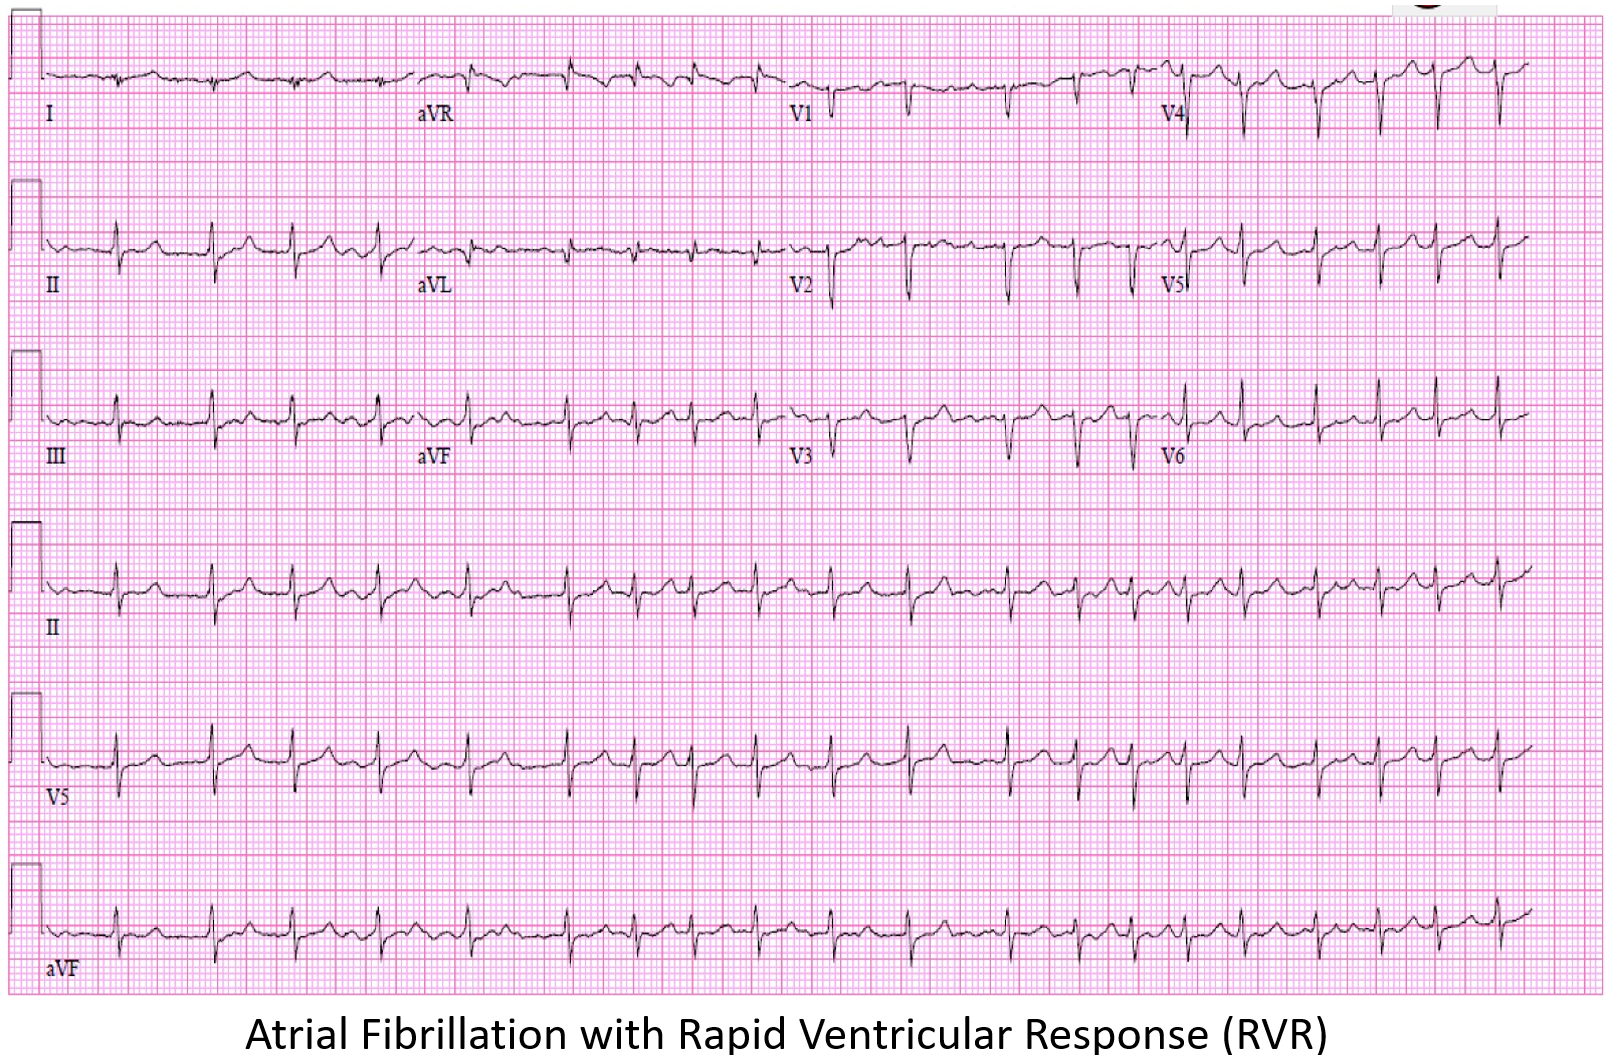 I aVR V1 V4
II aVL V2 V5
III aVF V3 V6
II
V5
aVF
Atrial Fibrillation with Rapid Ventricular Response (RVR)